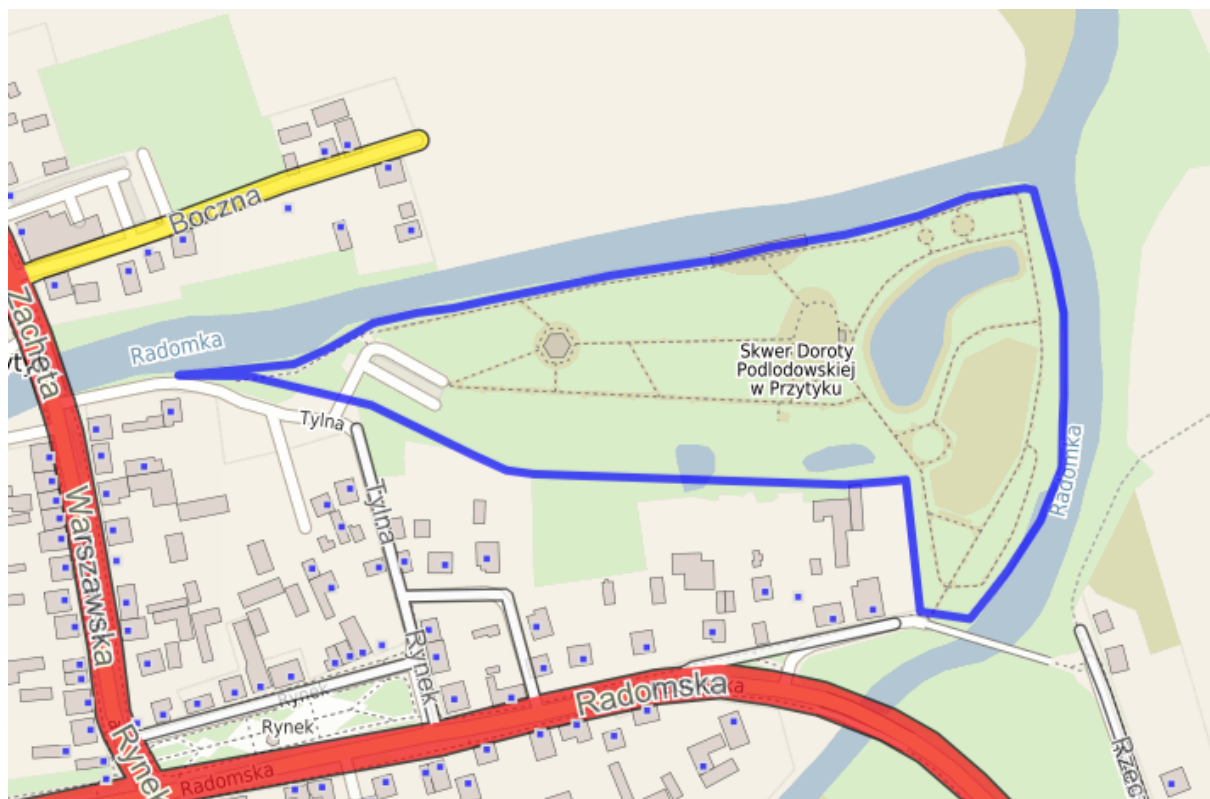 Boczna
Zachęta
Radomka
Tylna
Skwer Doroty
Podlodowskiej
w Przytyku
Radomka
Tylna
Warszawska
Rynek
Rynek
Rynek
Radomska
Rynek
Radomska